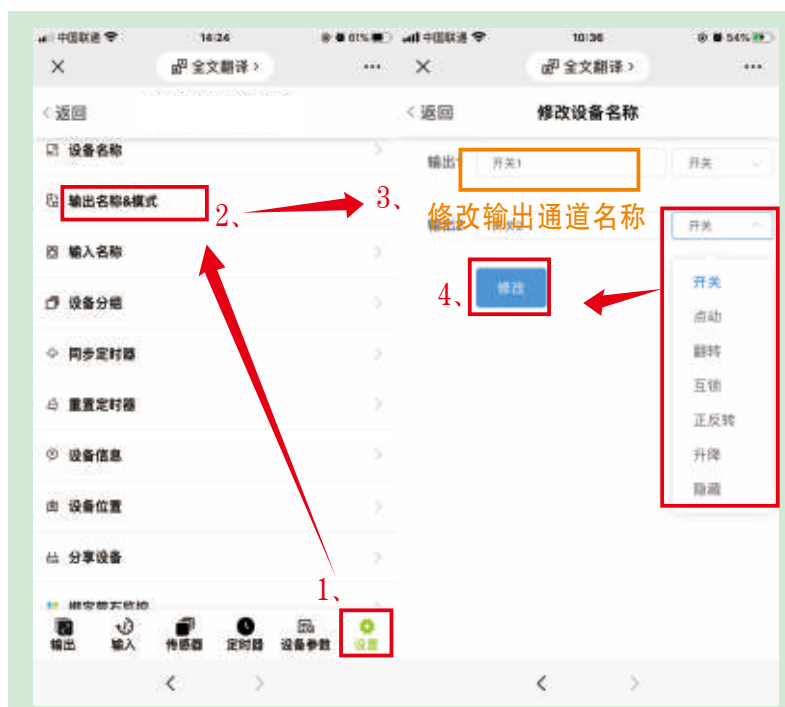 中国联通
14:24
61%
全文翻译
返回
设备名称
输出名称&模式
2、
输入名称
设备分组
同步定时器
重置定时器
设备信息
设备位置
分享设备
1、
输出
输入
传感器
定时器
设备参数
设置
中国联通
10:36
54%
全文翻译
返回
修改设备名称
3、
输出
开关1
开关
修改输出通道名称
开关
4、
修改
开关
点动
翻转
互锁
正反转
升降
隐藏